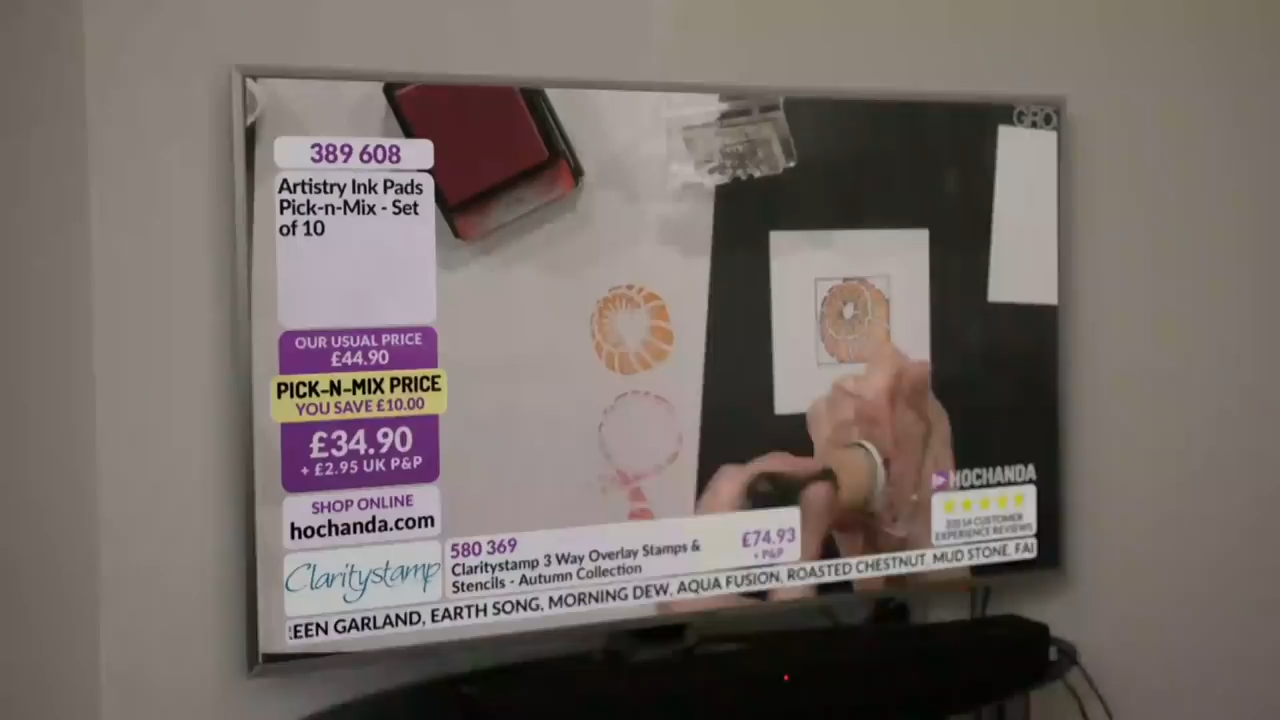 GRO
389 608
Artistry Ink Pads
Pick-n-Mix - Set
of 10
OUR USUAL PRICE
£44.90
PICK-N-MIX PRICE
YOU SAVE £10.00
£34.90
+ £2.95 UK P&P
SHOP ONLINE
hochanda.com
Claritystamp
580 369
Claritystamp 3 Way Overlay Stamps &
Stencils - Autumn Collection
£74.93
+ P&P
HOCHANDA
CUSTOMER
EXPERIENCE REVIEWS
EEN GARLAND, EARTH SONG, MORNING DEW, AQUA FUSION, ROASTED CHESTNUT, MUD STONE, FAI